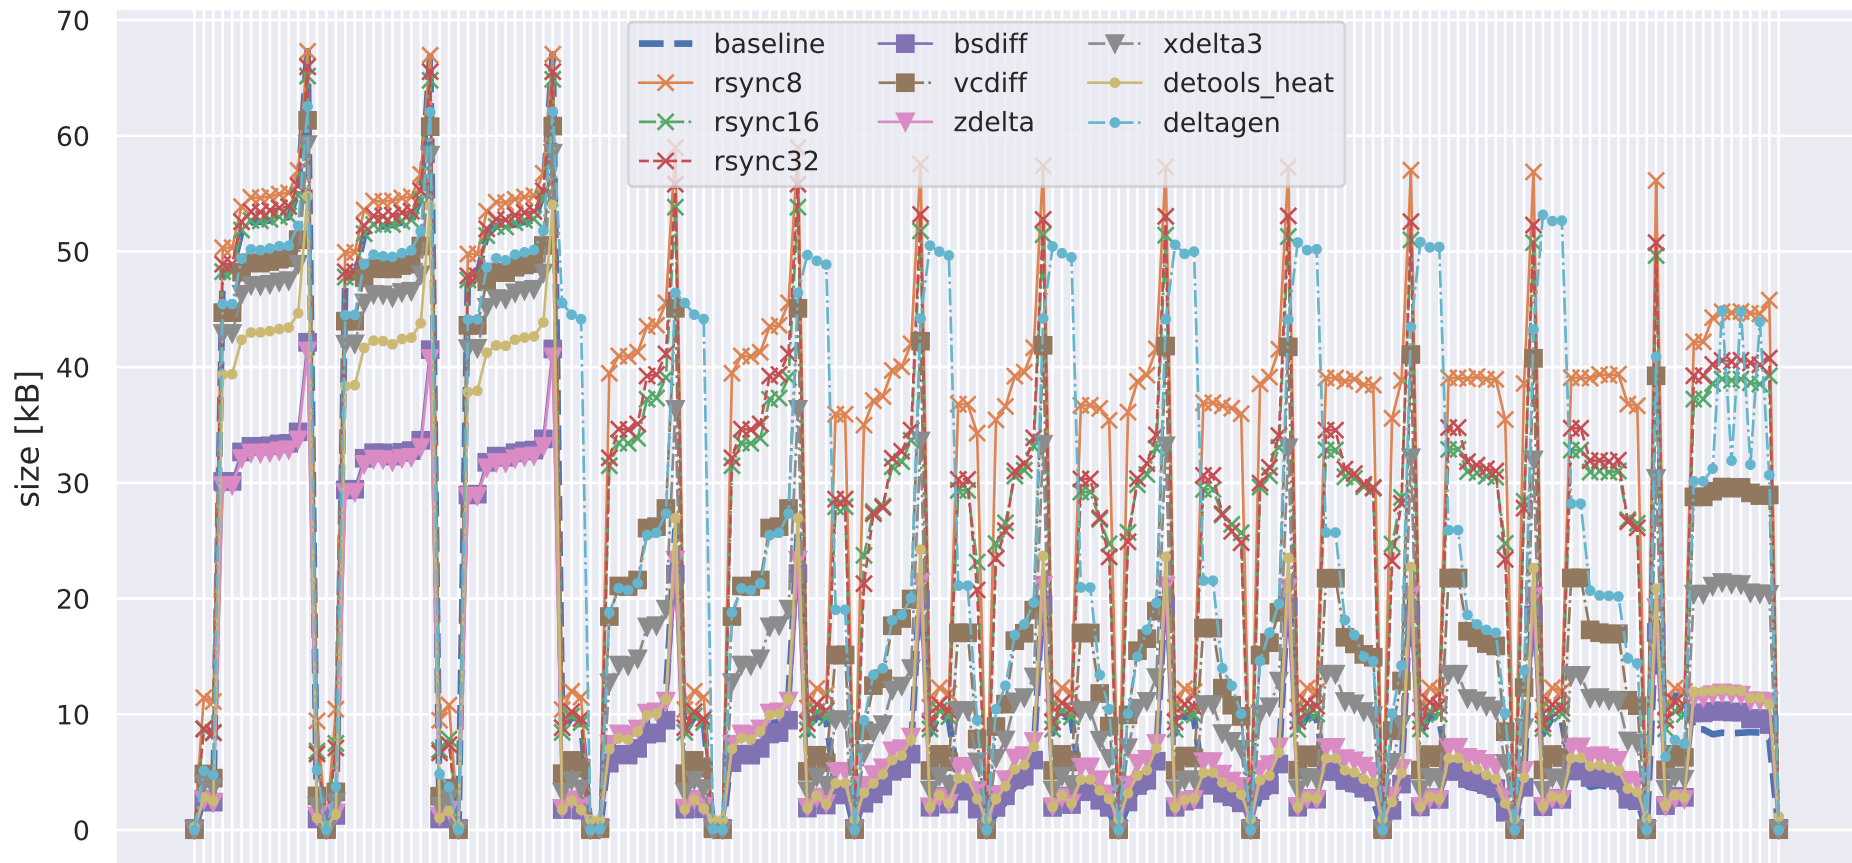 70
60
50
40
30
20
10
0
size [kB]
baseline
rsync8
rsync16
rsync32
bsdiff
vcdiff
zdelta
xdelta3
detools_heat
deltagen